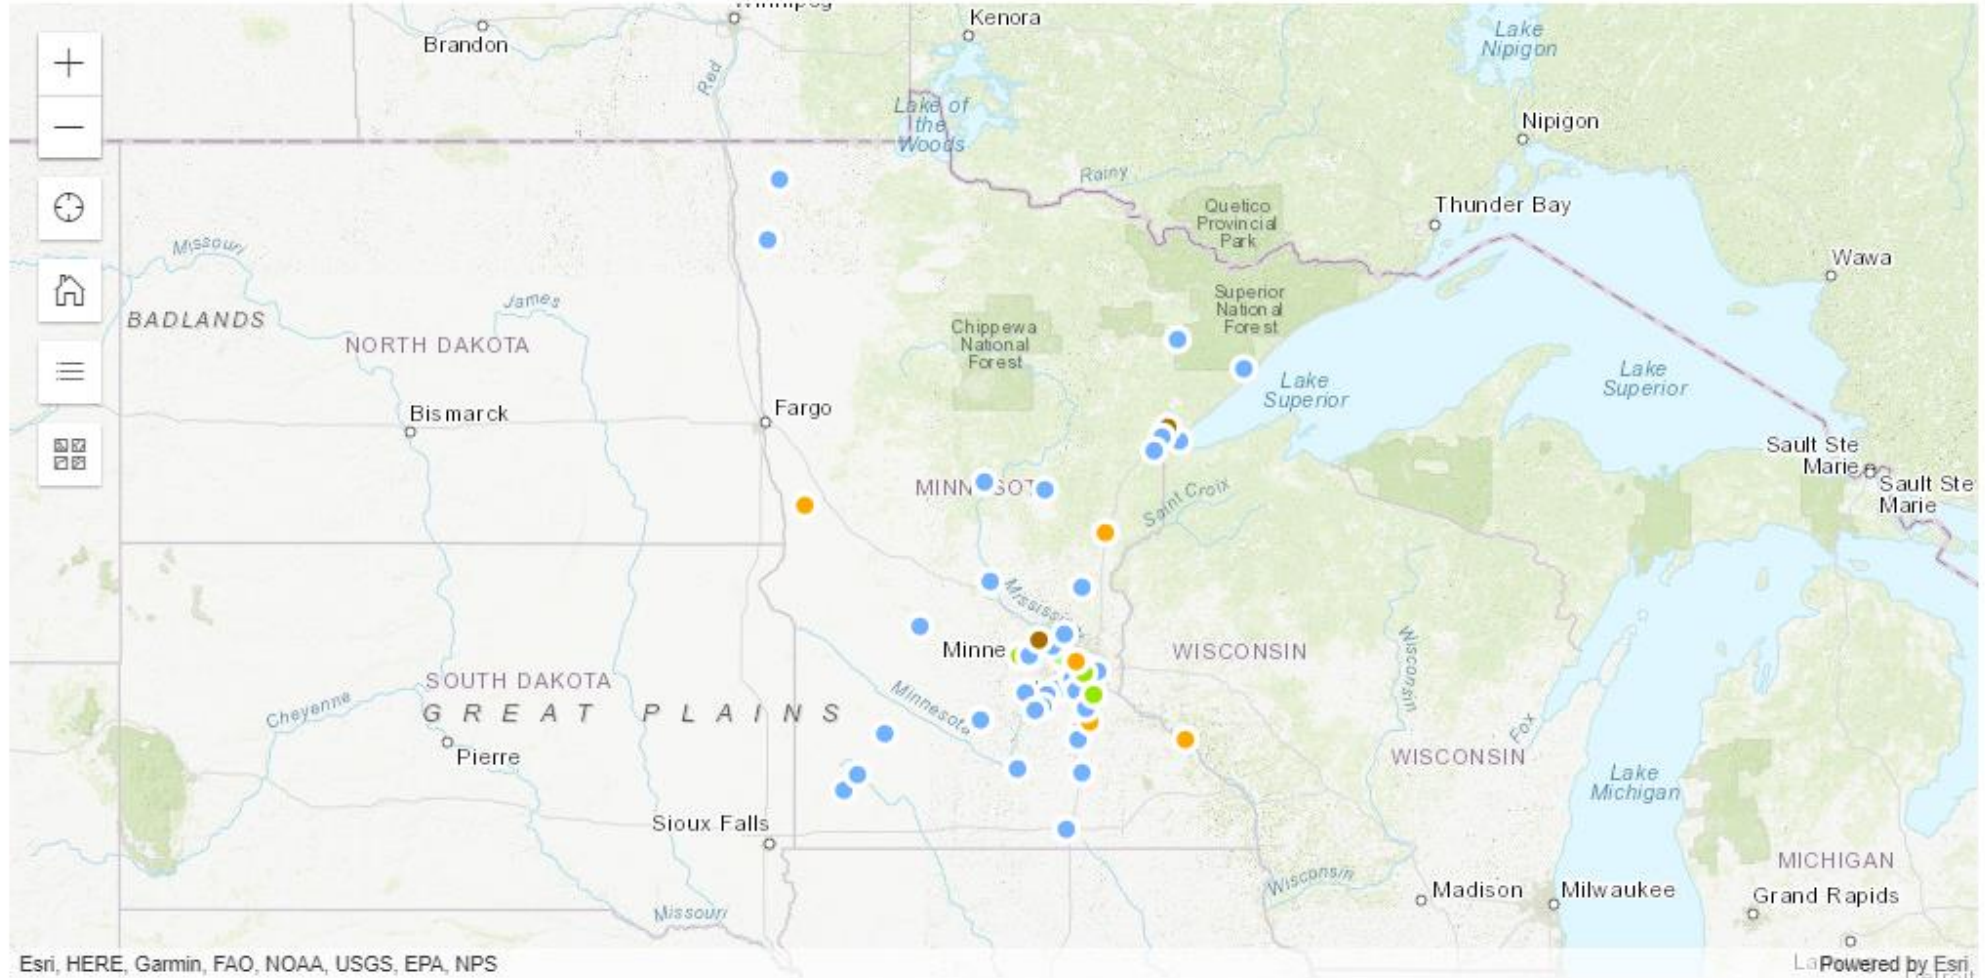 Winnipeg
Kenora
Brandon
Lake
Nipigon
Red
Lake of
the
Woods
Nipigon
Rainy
Quetico
Provincial
Park
Thunder Bay
Missouri
Wawa
James
BADLANDS
Superior
National
Forest
NORTH DAKOTA
Chippewa
National
Forest
Lake
Superior
Lake
Superior
Bismarck
Fargo
Sault Ste
Marie
Sault Ste
Marie
MINN SOT
Saint Croix
Mississi
Minne
WISCONSIN
Wisconsin
SOUTH DAKOTA
Cheyenne
GREAT PLAINS
Minnesota
Fox
Pierre
WISCONSIN
Lake
Michigan
Sioux Falls
MICHIGAN
Wisconsin
Madison
Milwaukee
Grand Rapids
Missouri
Esri, HERE, Garmin, FAO, NOAA, USGS, EPA, NPS
Powered by Esri